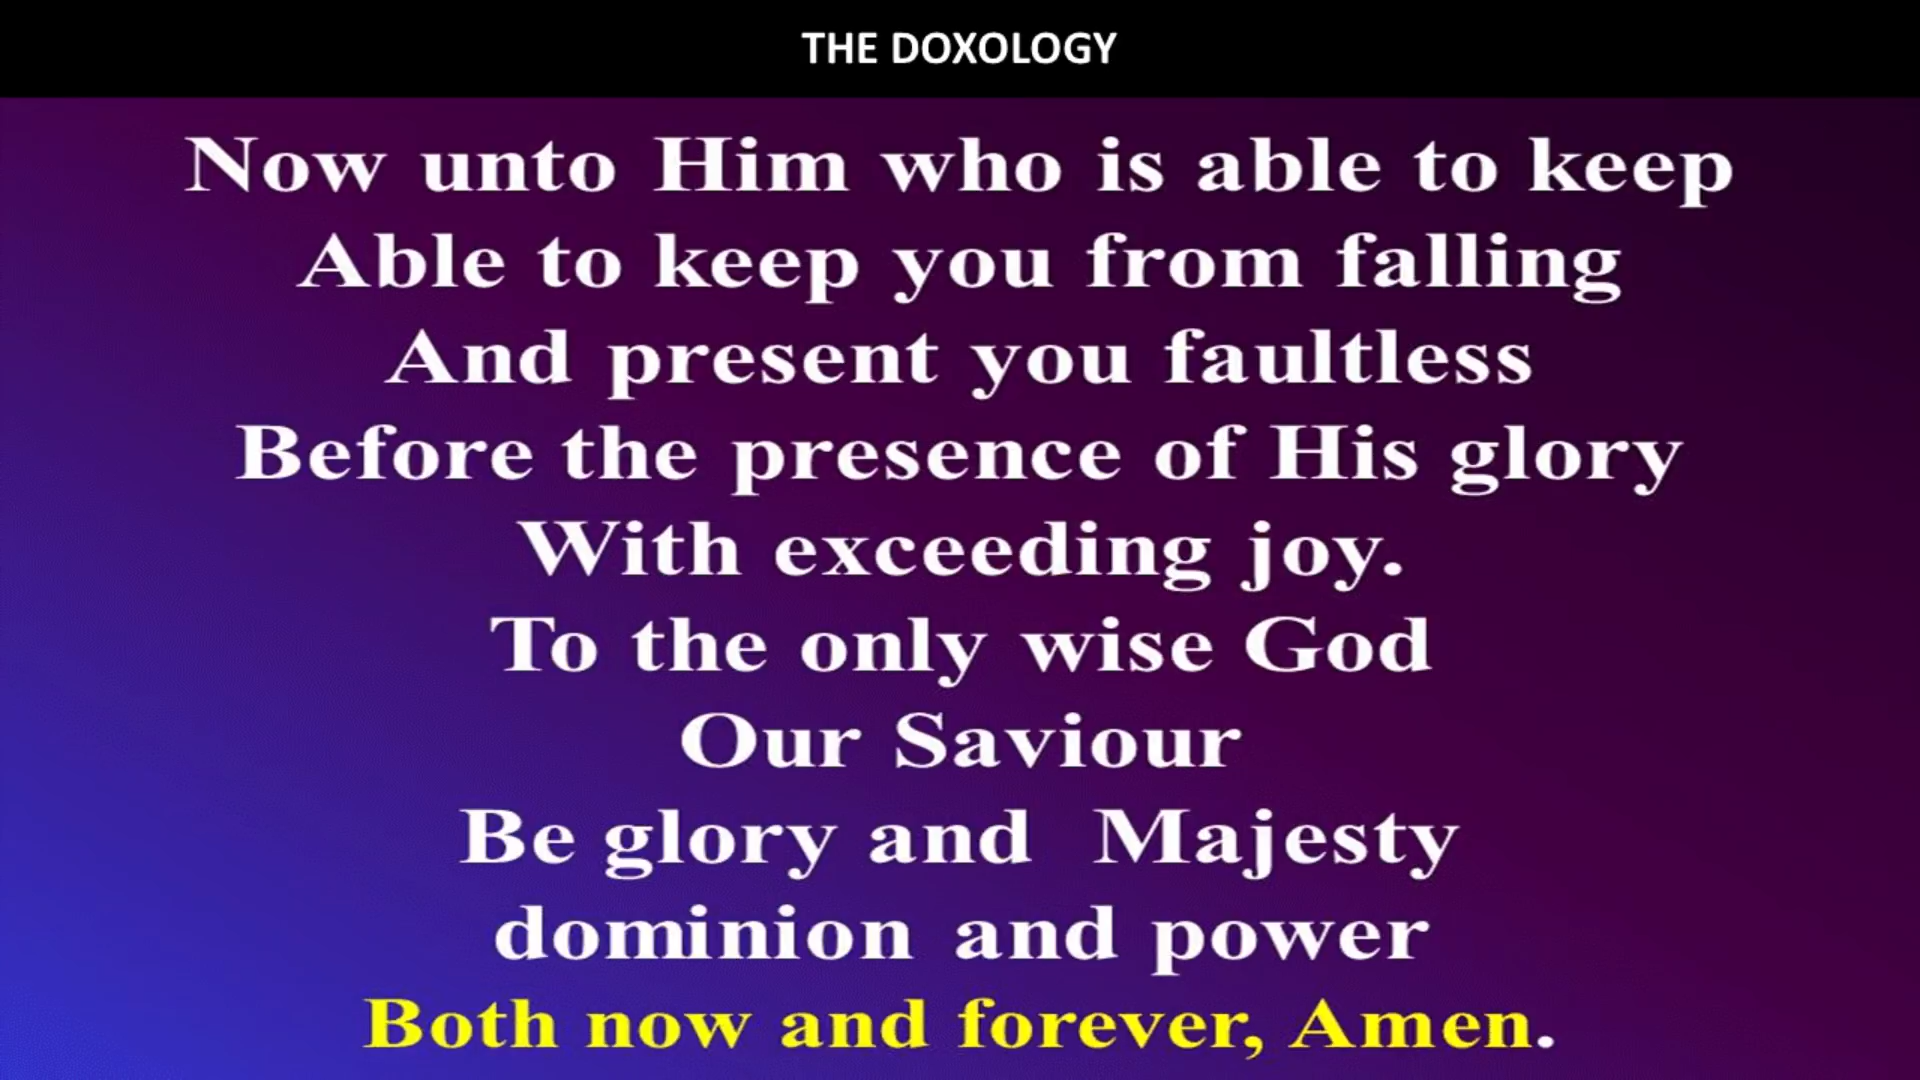 THE DOXOLOGY
Now unto Him who is able to keep
Able to keep you from falling
And present you faultless
Before the presence of His glory
With exceeding joy.
To the only wise God
Our Saviour
Be glory and  Majesty
dominion and power
Both now and forever, Amen.